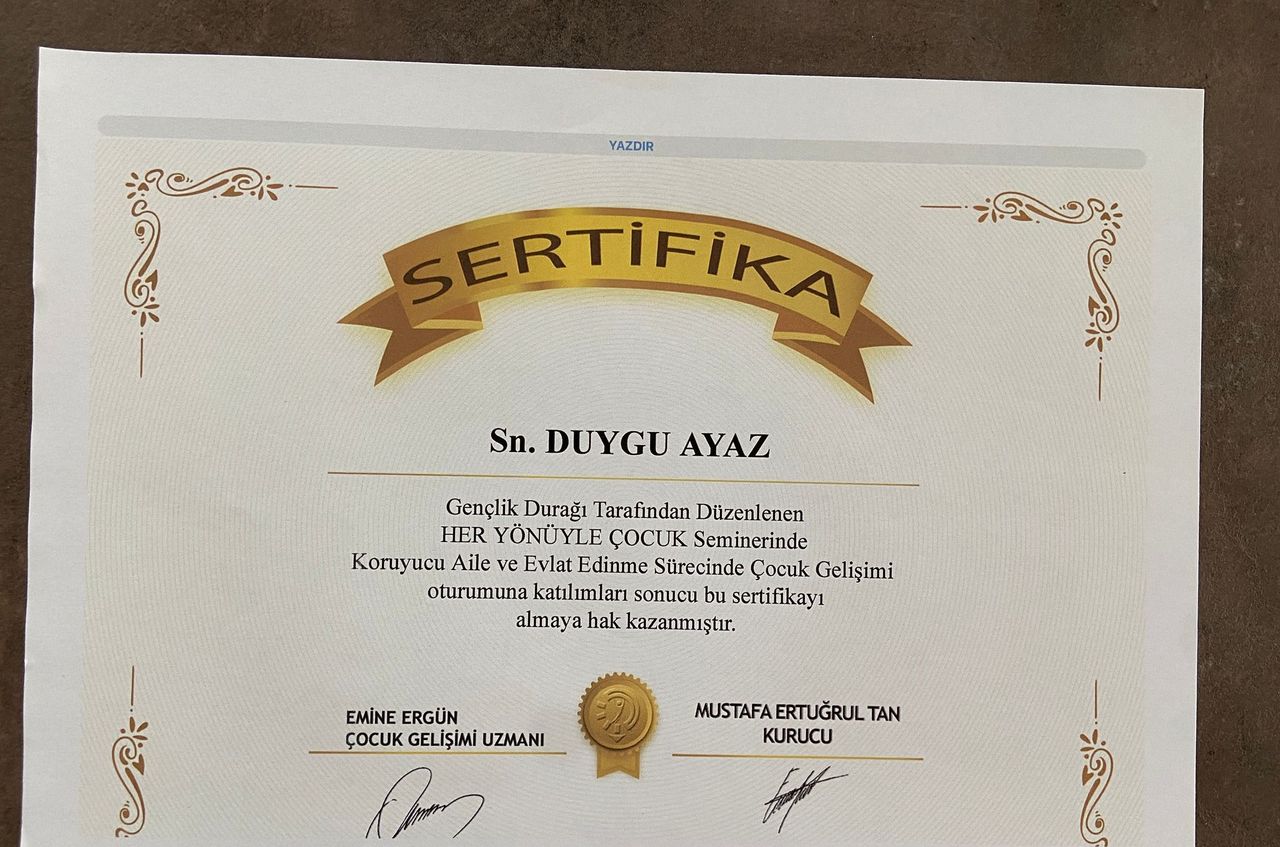 YAZDIR
SERTİFİKA
Sn. DUYGU AYAZ
Gençlik Durağı Tarafından Düzenlenen
HER YÖNÜYLE ÇOCUK Seminerinde
Koruyucu Aile ve Evlat Edinme Sürecinde Çocuk Gelişimi
oturumuna katılımları sonucu bu sertifikayı
almaya hak kazanmıştır.
EMİNE ERGÜN
ÇOCUK GELİŞİMİ UZMANI
MUSTAFA ERTUĞRUL TAN
KURUCU